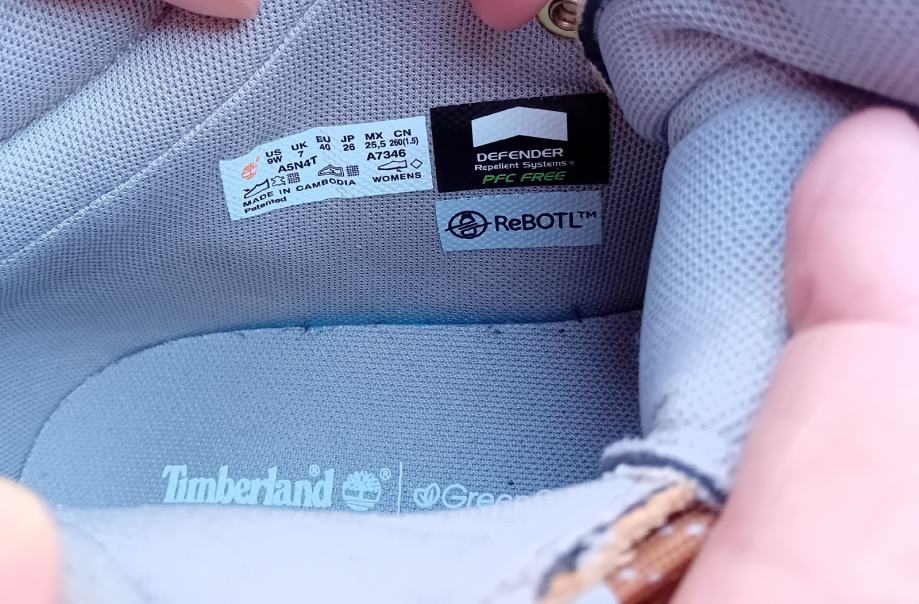 US UK EU JP MX CN
9W 7 40 26 25,5 260(1.5)
A5N4T A7346
WOMENS
MADE IN CAMBODIA
Patented
DEFENDER
Repellent Systems®
PFC FREE
ReBOTL™
Timberland® ®